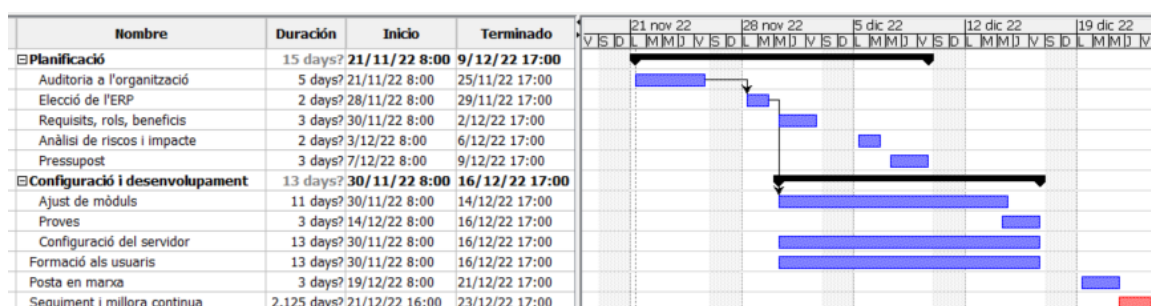 21 nov 22 28 nov 22 5 dic 22 12 dic 22 19 dic 22
Nombre Duración Inicio Terminado V S D L M M J V S D L M M J V S D L M M J V S D L M M J V S D L M M J V
Planificació 15 days? 21/11/22 8:00 9/12/22 17:00
Auditoria a l'organització 5 days? 21/11/22 8:00 25/11/22 17:00
Elecció de l'ERP 2 days? 28/11/22 8:00 29/11/22 17:00
Requisits, rols, beneficis 3 days? 30/11/22 8:00 2/12/22 17:00
Anàlisi de riscos i impacte 2 days? 3/12/22 8:00 6/12/22 17:00
Pressupost 3 days? 7/12/22 8:00 9/12/22 17:00
Configuració i desenvolupament 13 days? 30/11/22 8:00 16/12/22 17:00
Ajust de mòduls 11 days? 30/11/22 8:00 14/12/22 17:00
Proves 3 days? 14/12/22 8:00 16/12/22 17:00
Configuració del servidor 13 days? 30/11/22 8:00 16/12/22 17:00
Formació als usuaris 13 days? 30/11/22 8:00 16/12/22 17:00
Posta en marxa 3 days? 19/12/22 8:00 21/12/22 17:00
Seguiment i millora continua 2,125 days? 21/12/22 16:00 23/12/22 17:00